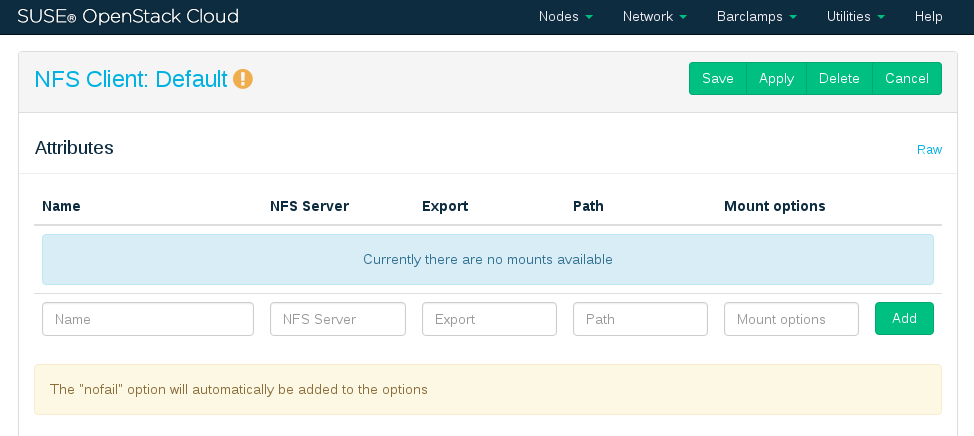 SUSE® OpenStack Cloud Nodes Network Barclamps Utilities Help
NFS Client: Default Save Apply Delete Cancel
Attributes Raw
Name NFS Server Export Path Mount options
Currently there are no mounts available
Name NFS Server Export Path Mount options Add
The "nofail" option will automatically be added to the options